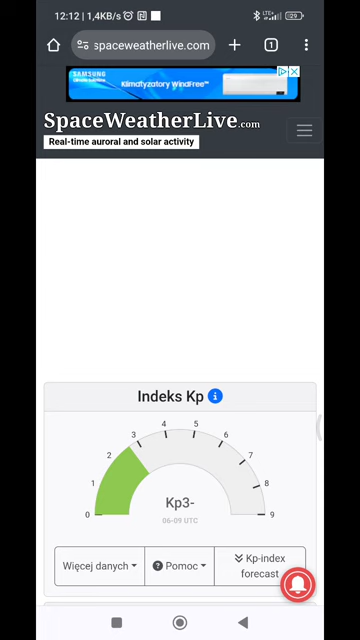 12:12 | 1,4KB/s
spaceweatherlive.com
1
SAMSUNG
Klimatyzatory WindFree™
SpaceWeatherLive.com
Real-time auroral and solar activity
Indeks Kp
0 1 2 3 4 5 6 7 8 9
Kp3-
06-09 UTC
Więcej danych
Pomoc
Kp-index
forecast